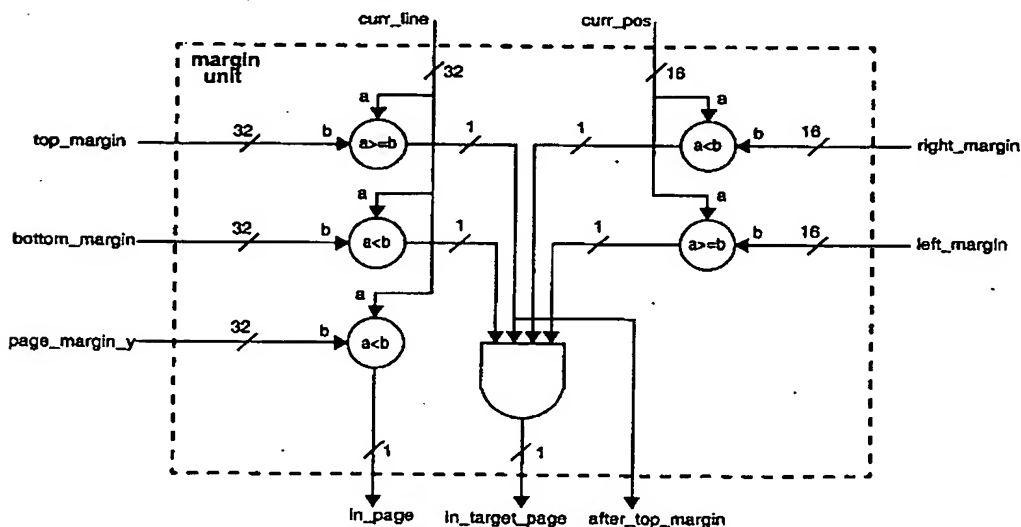 curr_line curr_pos
margin
unit
32 16
a a
top_margin 32 b a>=b 1 1 a<b b 16 right_margin
a a
bottom_margin 32 b a<b 1 1 a>=b b 16 left_margin
a
page_margin_y 32 b a<b
1 1
in_page in_target_page after_top_margin